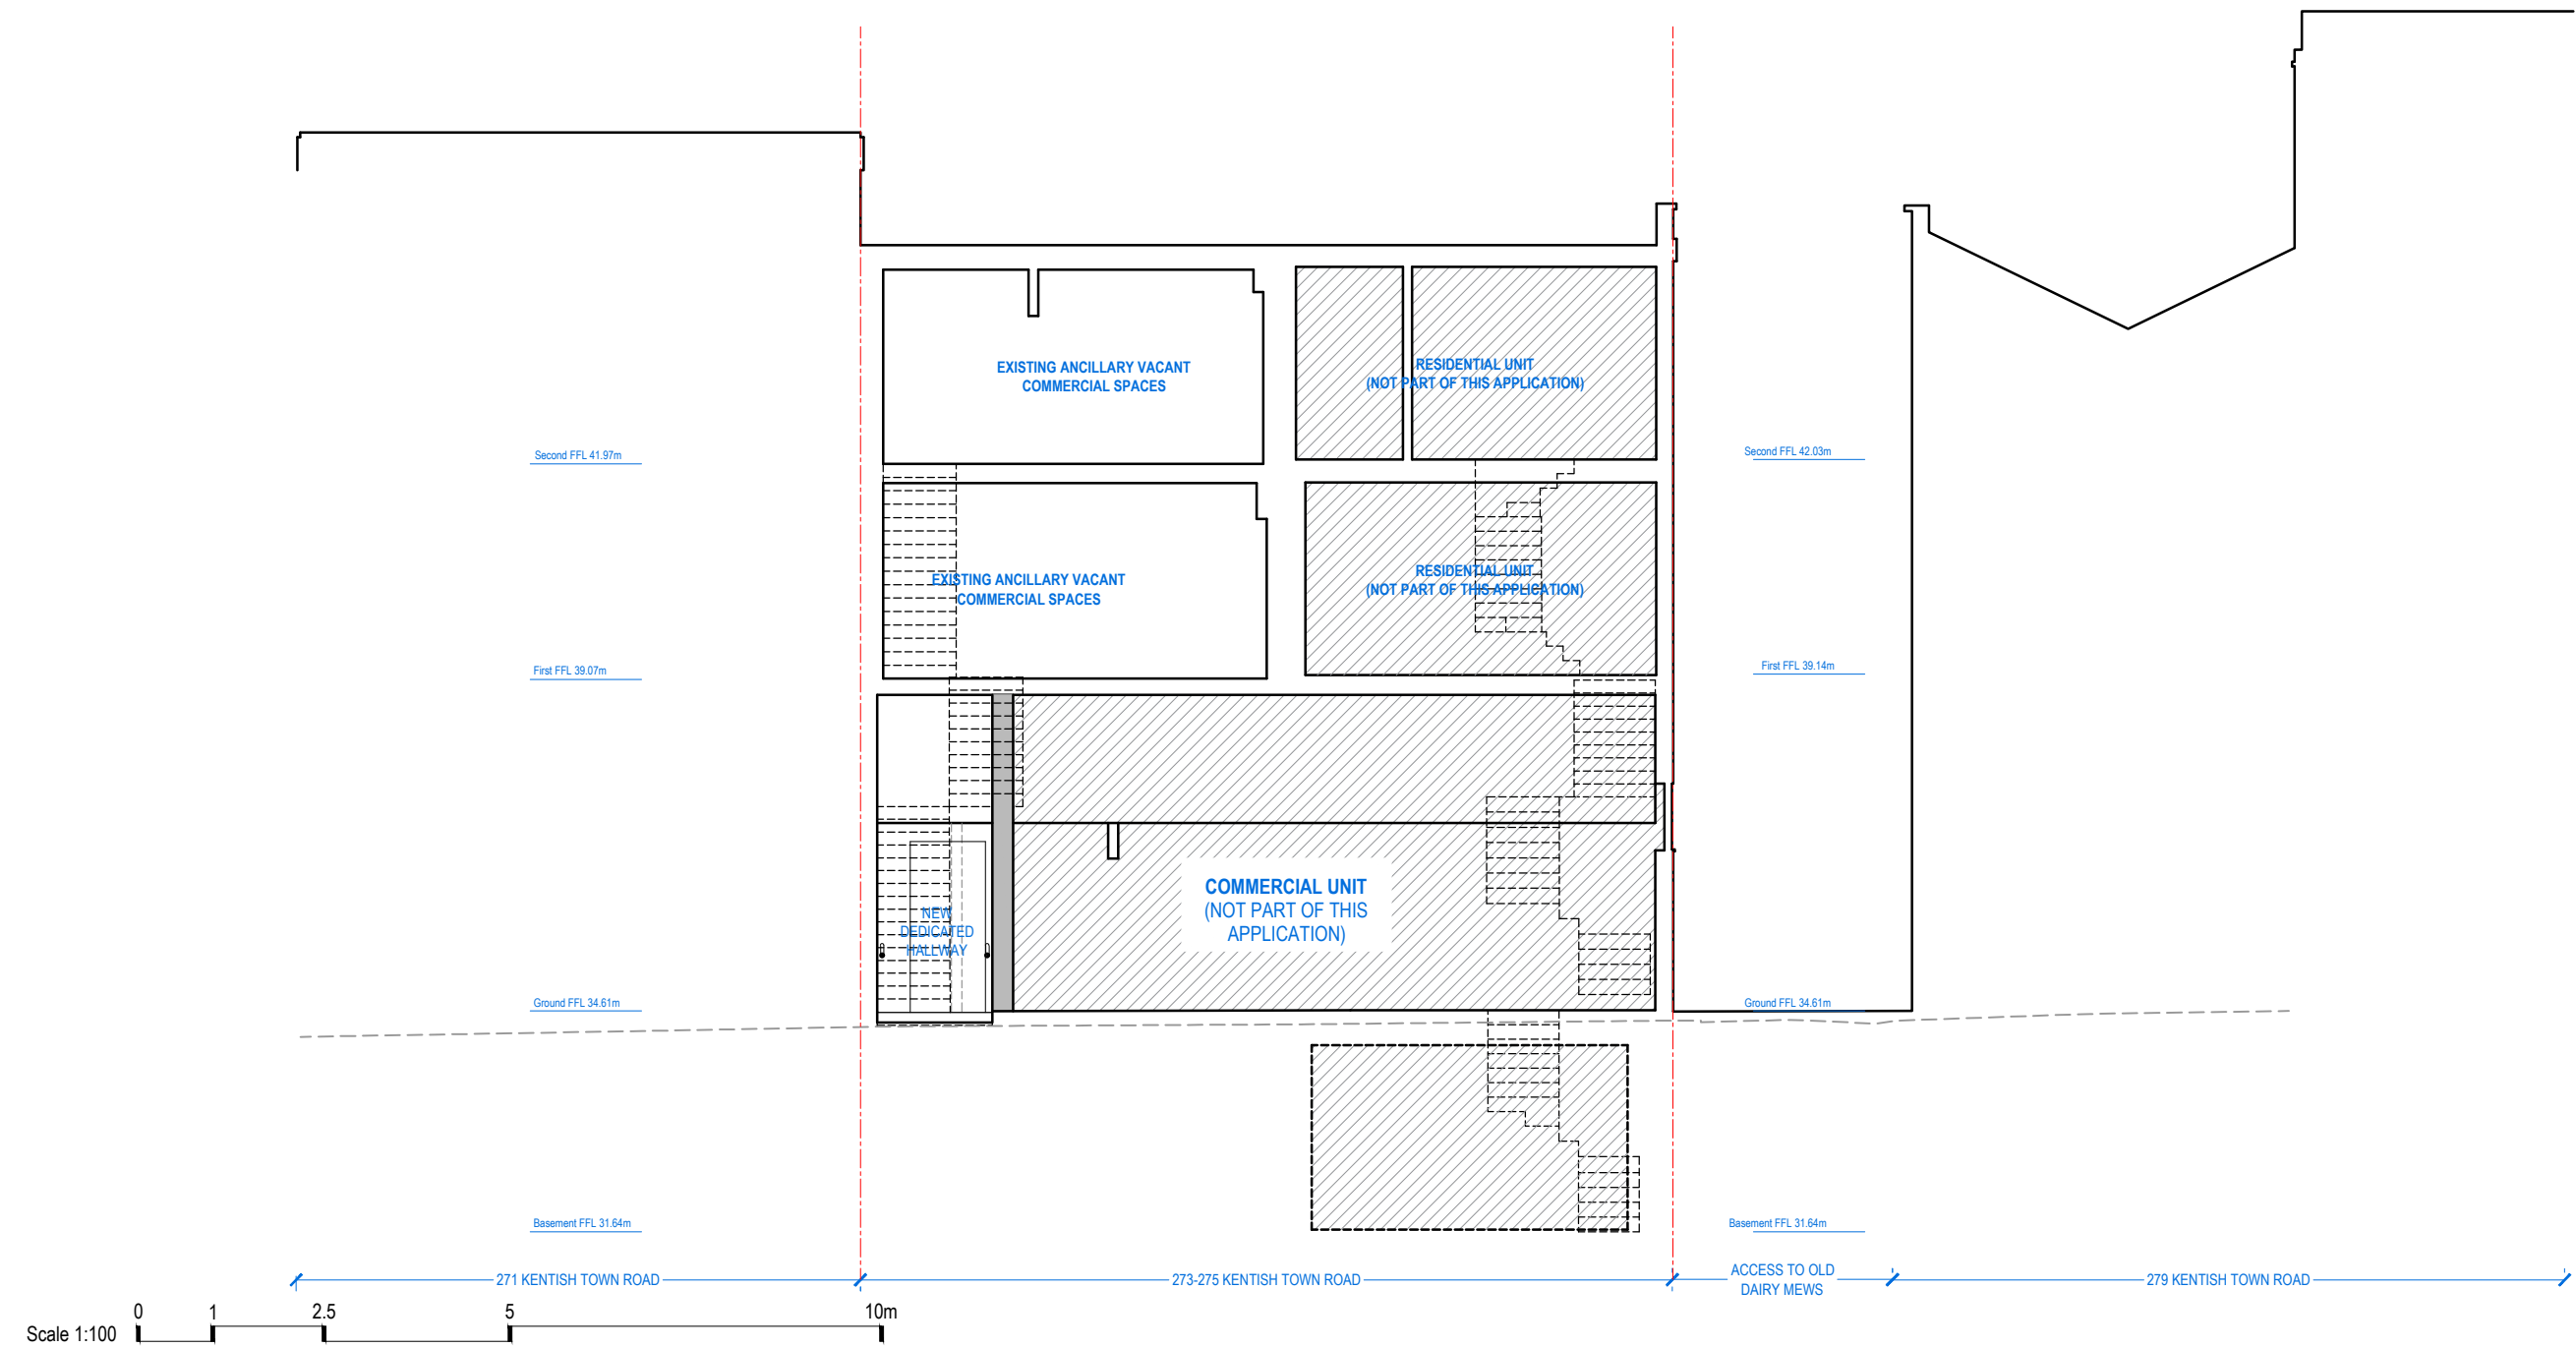 EXISTING ANCILLARY VACANT
COMMERCIAL SPACES
RESIDENTIAL UNIT
(NOT PART OF THIS APPLICATION)
Second FFL 41.97m
Second FFL 42.03m
EXISTING ANCILLARY VACANT
COMMERCIAL SPACES
RESIDENTIAL UNIT
(NOT PART OF THIS APPLICATION)
First FFL 39.07m
First FFL 39.14m
COMMERCIAL UNIT
(NOT PART OF THIS
APPLICATION)
NEW
DEDICATED
HALLWAY
Ground FFL 34.61m
Ground FFL 34.61m
Basement FFL 31.64m
Basement FFL 31.64m
271 KENTISH TOWN ROAD
273-275 KENTISH TOWN ROAD
ACCESS TO OLD
DAIRY MEWS
279 KENTISH TOWN ROAD
0 1 2.5 5 10m
Scale 1:100